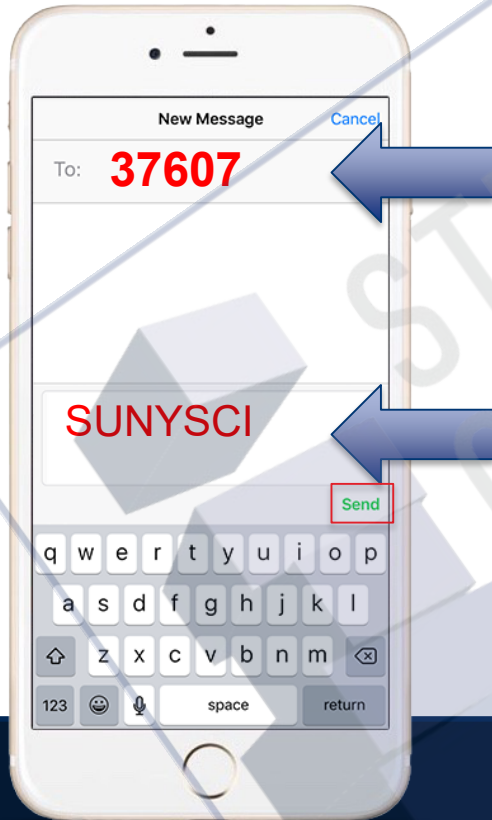 New Message Cancel
To: 37607
SUNYSCI
Send
q w e r t y u i o p
a s d f g h j k l
z x c v b n m
123 space return